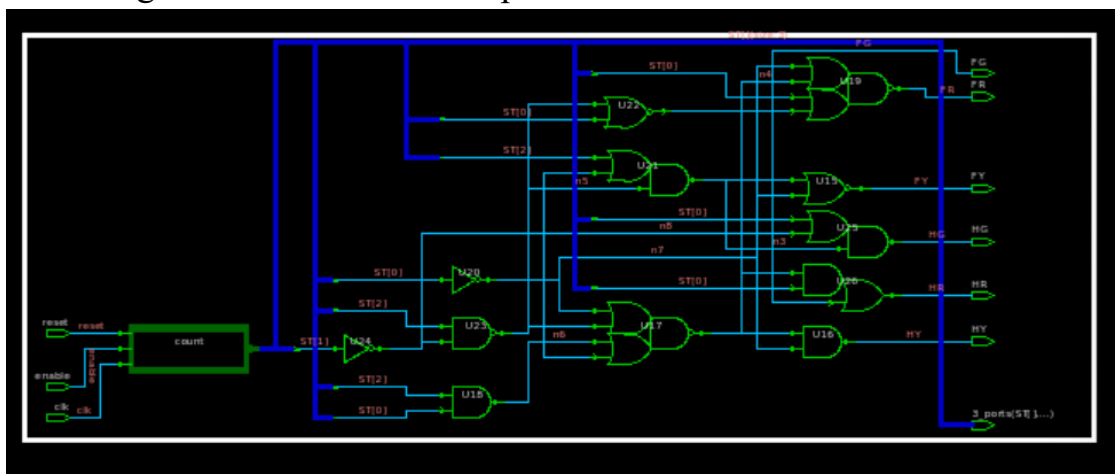 FG
ST[0]
n4
U19
FG
FR
FR
U22
ST[0]
ST[2]
U21
n5
U15
FY
FY
ST[0]
U25
n8
n3
HG
HG
n7
ST[0]
U20
ST[0]
U26
HR
HR
ST[2]
reset
reset
U23
n6
U17
count
ST[1]
U24
U16
HY
HY
enable
enable
ST[2]
U18
clk
clk
ST[0]
3_ports(ST[]....)